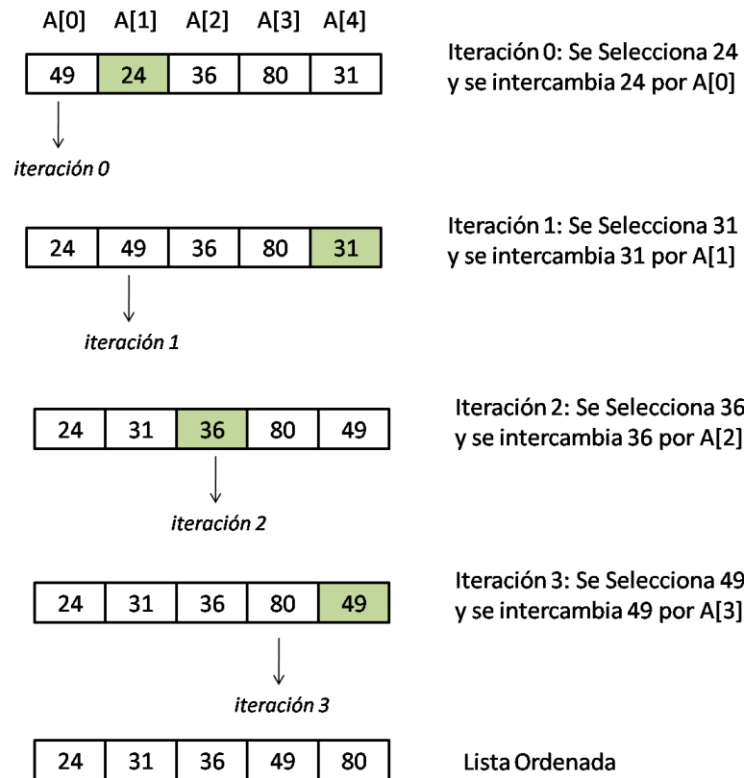 A[0] A[1] A[2] A[3] A[4]
49 24 36 80 31
Iteración 0: Se Selecciona 24
y se intercambia 24 por A[0]
iteración 0
24 49 36 80 31
Iteración 1: Se Selecciona 31
y se intercambia 31 por A[1]
iteración 1
24 31 36 80 49
Iteración 2: Se Selecciona 36
y se intercambia 36 por A[2]
iteración 2
24 31 36 80 49
Iteración 3: Se Selecciona 49
y se intercambia 49 por A[3]
iteración 3
24 31 36 49 80
Lista Ordenada